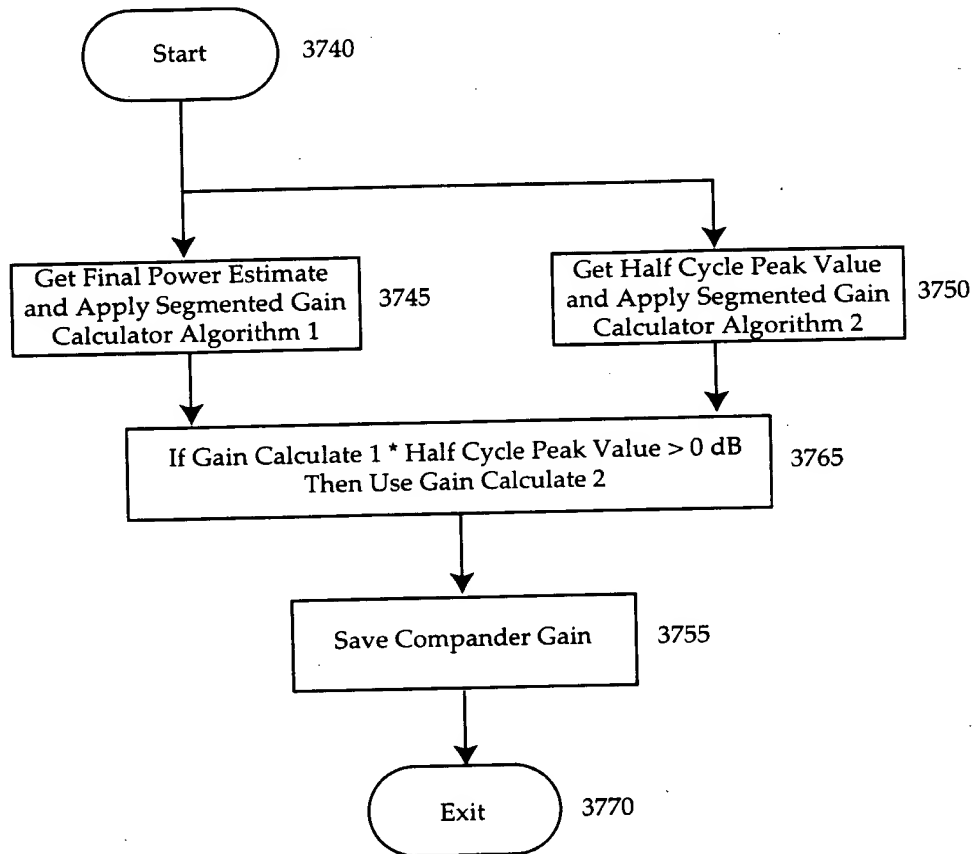 Start
3740
Get Final Power Estimate
and Apply Segmented Gain
Calculator Algorithm 1
3745
Get Half Cycle Peak Value
and Apply Segmented Gain
Calculator Algorithm 2
3750
If Gain Calculate 1 * Half Cycle Peak Value > 0 dB
Then Use Gain Calculate 2
3765
Save Compander Gain
3755
Exit
3770